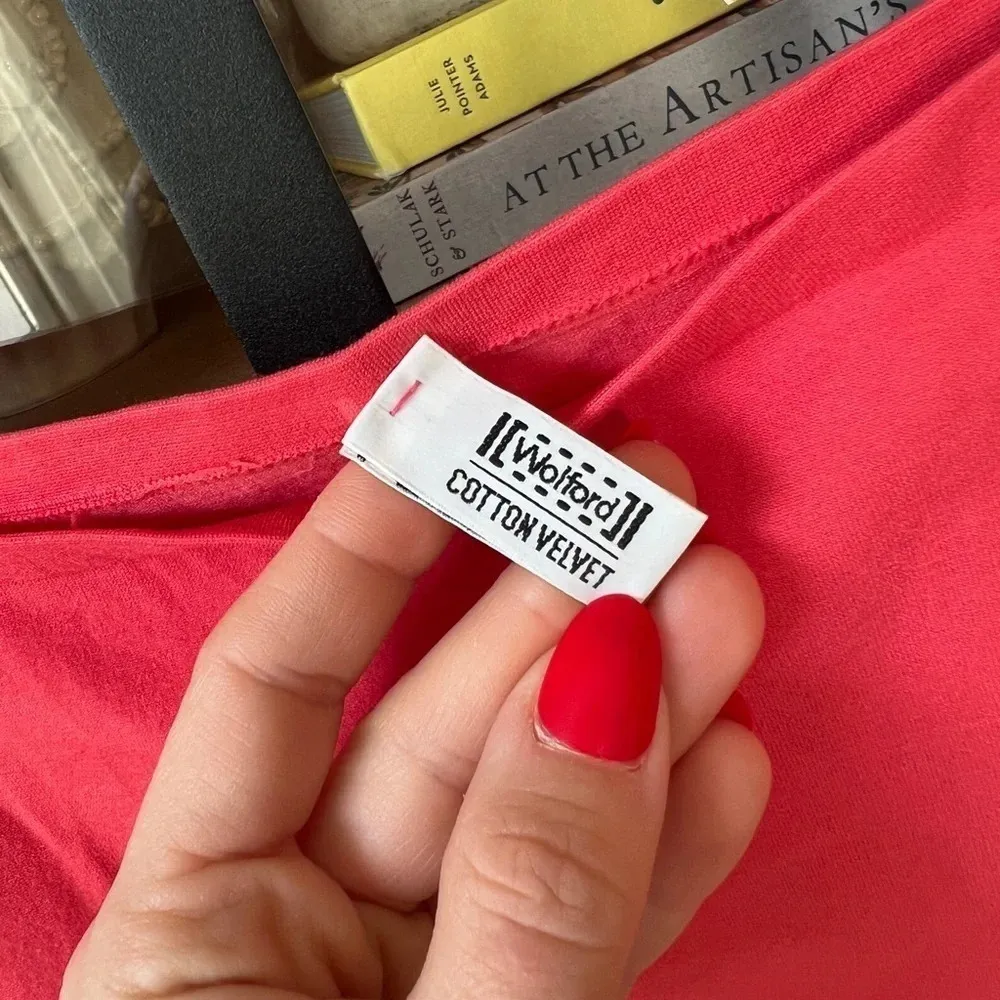 JULIE
POINTER
ADAMS
SCHULAK
& STARK
AT THE ARTISAN'S
Wolford
COTTON VELVET